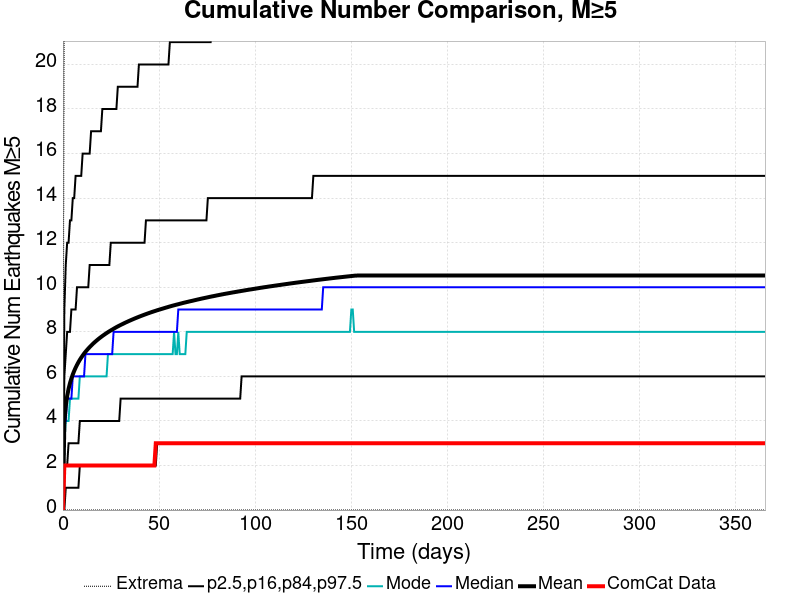 Cumulative Number Comparison, M≥5
Cumulative Num Earthquakes M≥5
20
18
16
14
12
10
8
6
4
2
0
0 50 100 150 200 250 300 350
Time (days)
Extrema p2.5,p16,p84,p97.5 Mode Median Mean ComCat Data